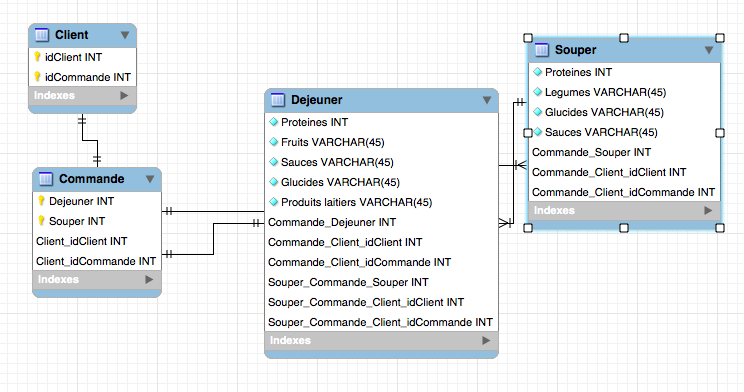 Client
idClient INT
idCommande INT
Indexes
Commande
Dejeuner INT
Souper INT
Client_idClient INT
Client_idCommande INT
Indexes
Dejeuner
Proteines INT
Fruits VARCHAR(45)
Sauces VARCHAR(45)
Glucides VARCHAR(45)
Produits laitiers VARCHAR(45)
Commande_Dejeuner INT
Commande_Client_idClient INT
Commande_Client_idCommande INT
Souper_Commande_Souper INT
Souper_Commande_Client_idClient INT
Souper_Commande_Client_idCommande INT
Indexes
Souper
Proteines INT
Legumes VARCHAR(45)
Glucides VARCHAR(45)
Sauces VARCHAR(45)
Commande_Souper INT
Commande_Client_idClient INT
Commande_Client_idCommande INT
Indexes